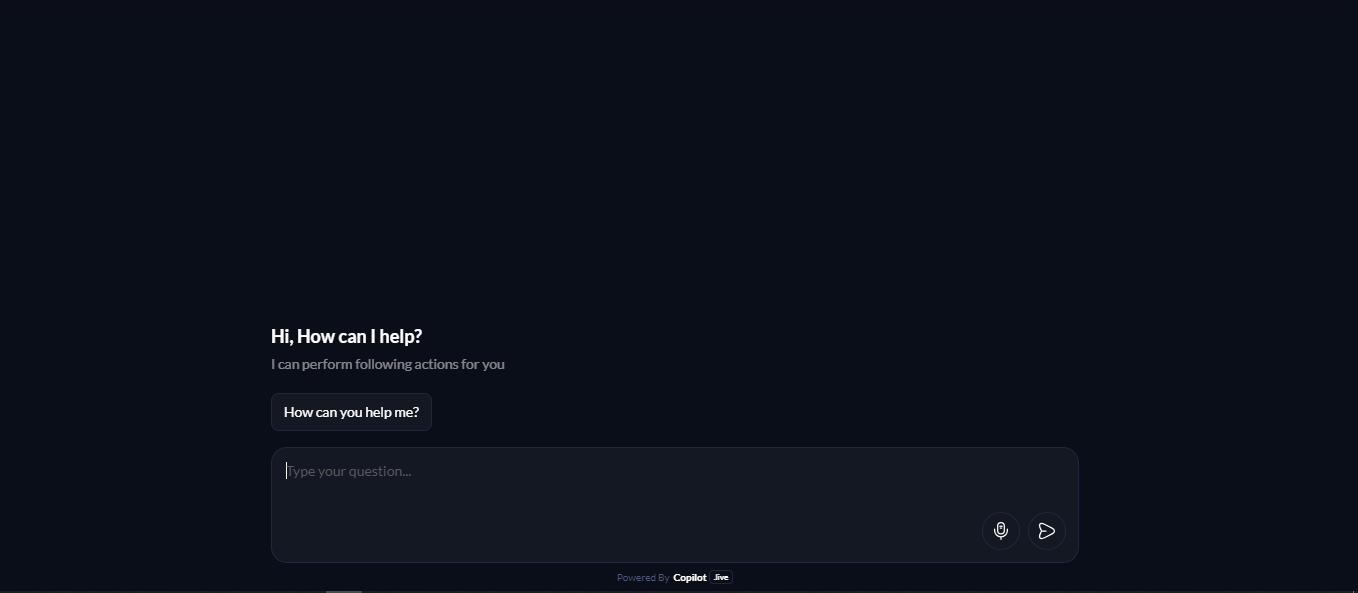 Hi, How can I help?
I can perform following actions for you
How can you help me?
Type your question...
Powered By Copilot .live